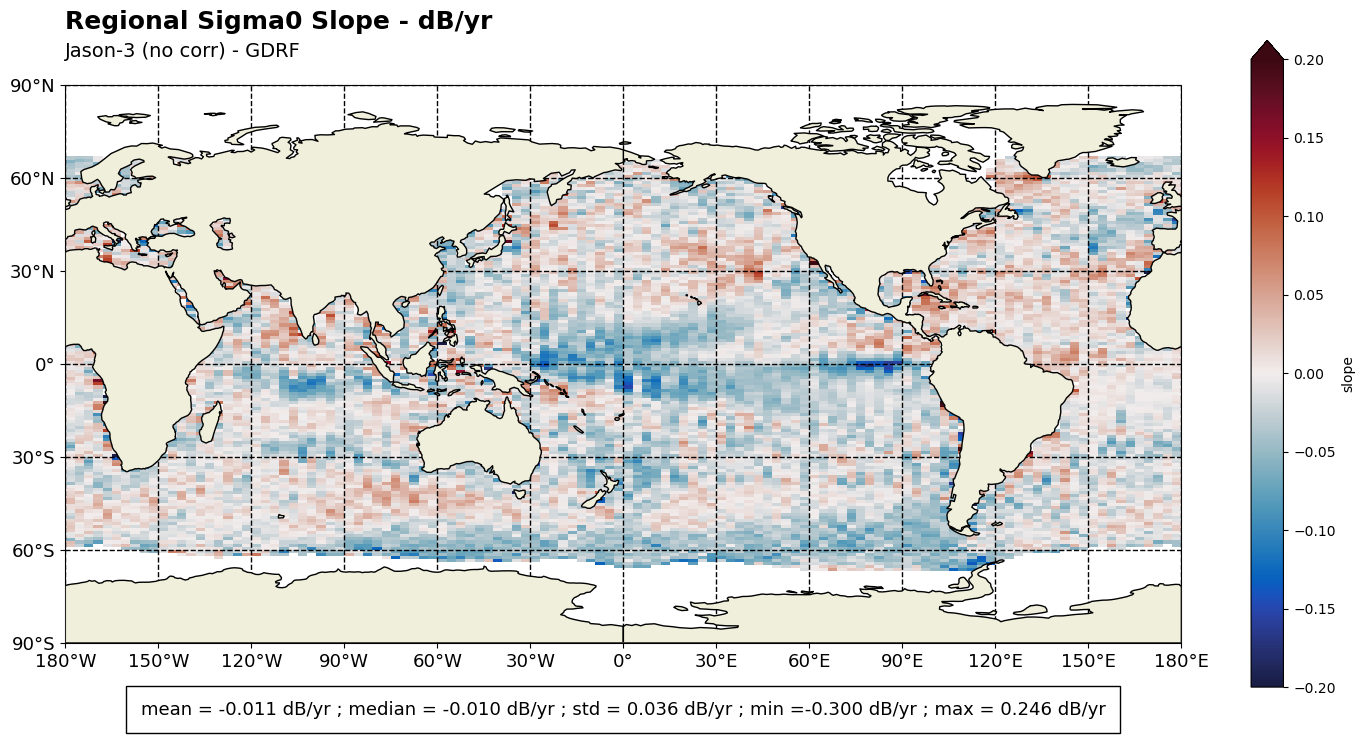 Regional Sigma0 Slope - dB/yr
Jason-3 (no corr) - GDRF
90°N
60°N
30°N
0°
30°S
60°S
90°S
180°W 150°W 120°W 90°W 60°W 30°W 0° 30°E 60°E 90°E 120°E 150°E 180°E
0.20
0.15
0.10
0.05
0.00
−0.05
−0.10
−0.15
−0.20
slope
mean = -0.011 dB/yr ; median = -0.010 dB/yr ; std = 0.036 dB/yr ; min =-0.300 dB/yr ; max = 0.246 dB/yr